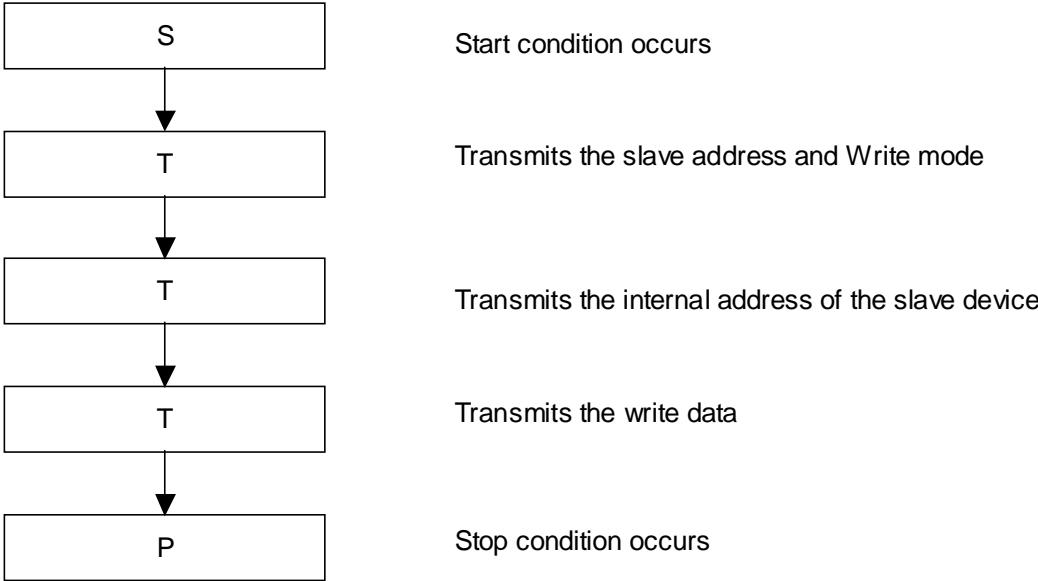 S
Start condition occurs
T
Transmits the slave address and Write mode
T
Transmits the internal address of the slave device
T
Transmits the write data
P
Stop condition occurs